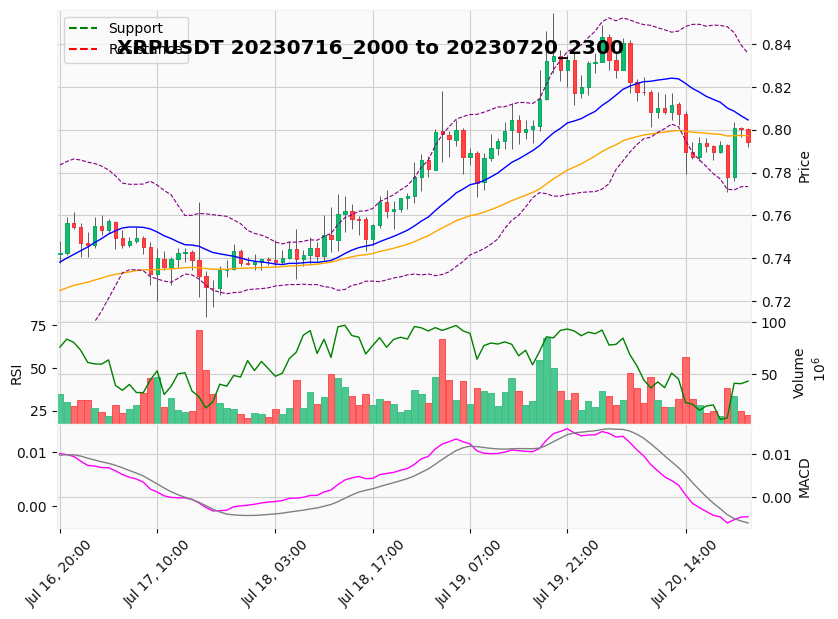 XRPUSDT 20230716_2000 to 20230720_2300
Support
Resistance
0.84
0.82
0.80
0.78
0.76
0.74
0.72
Price
75
50
25
RSI
100
50
Volume
10^6
0.01
0.00
0.01
0.00
MACD
Jul 16, 20:00
Jul 17, 10:00
Jul 18, 03:00
Jul 18, 17:00
Jul 19, 07:00
Jul 19, 21:00
Jul 20, 14:00